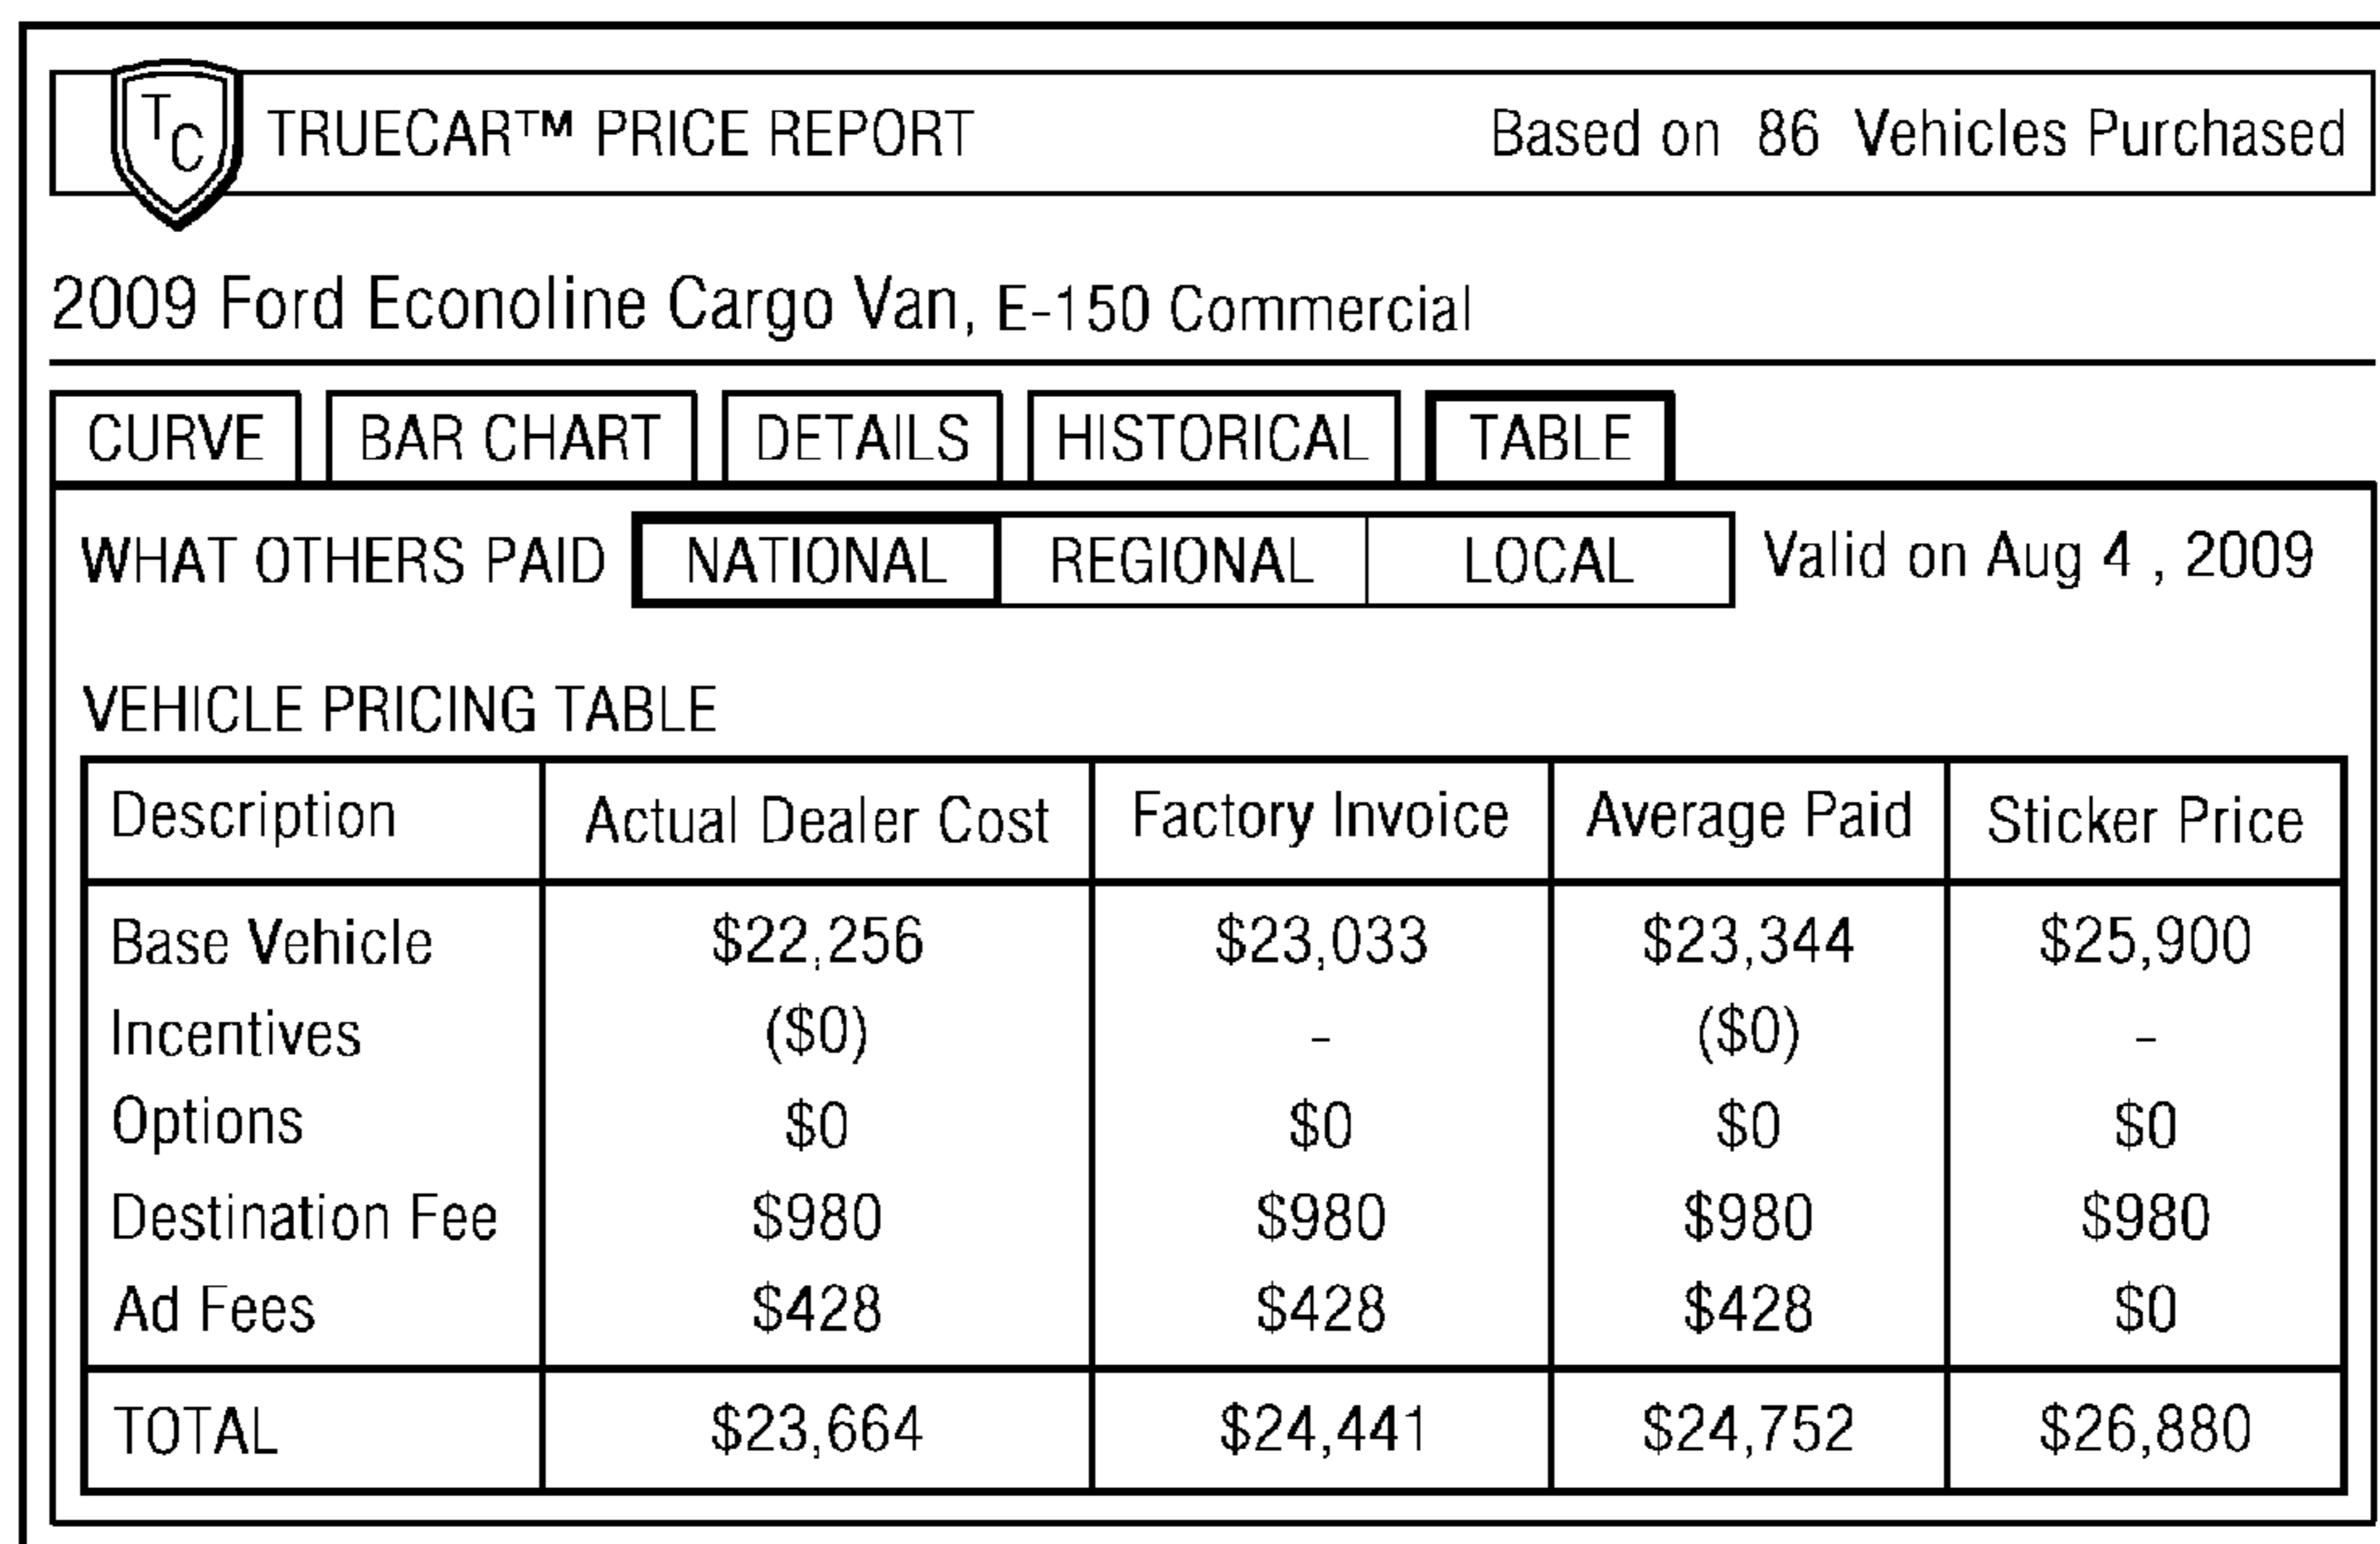 TC TRUECAR™ PRICE REPORT Based on 86 Vehicles Purchased
2009 Ford Econoline Cargo Van, E-150 Commercial
CURVE BAR CHART DETAILS HISTORICAL TABLE
WHAT OTHERS PAID NATIONAL REGIONAL LOCAL Valid on Aug 4 , 2009
VEHICLE PRICING TABLE
Description Actual Dealer Cost Factory Invoice Average Paid Sticker Price
Base Vehicle $22,256 $23,033 $23,344 $25,900
Incentives ($0) - ($0) -
Options $0 $0 $0 $0
Destination Fee $980 $980 $980 $980
Ad Fees $428 $428 $428 $0
TOTAL $23,664 $24,441 $24,752 $26,880